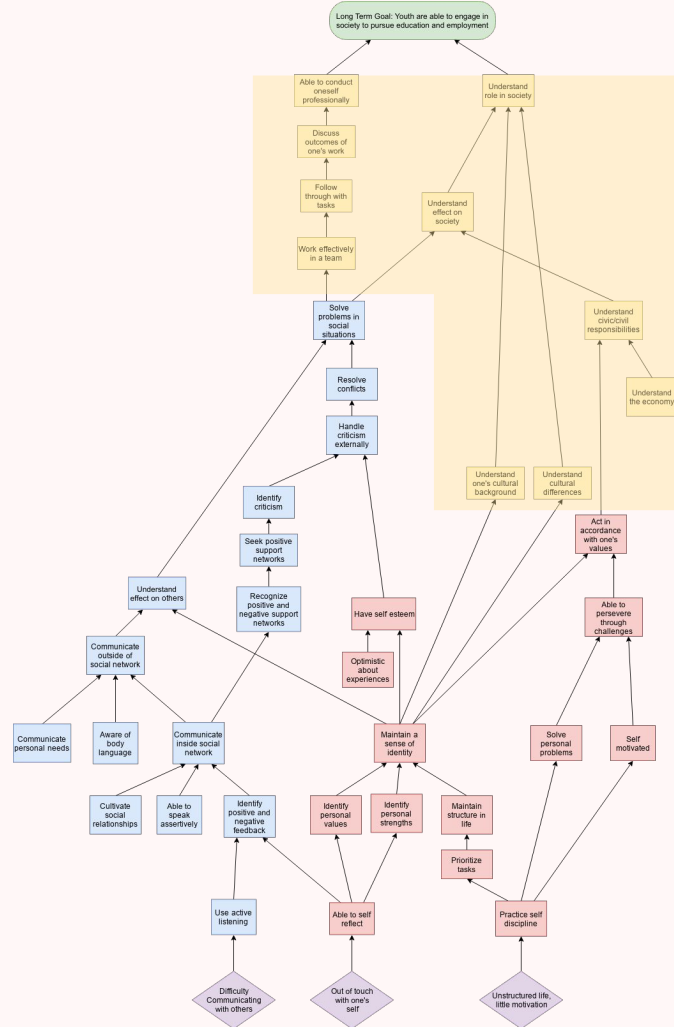 Long Term Goal: Youth are able to engage in
society to pursue education and employment
Able to conduct
oneself
professionally
Understand
role in society
Discuss
outcomes of
one's work
Follow
through with
tasks
Understand
effect on
society
Work effectively
in a team
Solve
problems in
social
situations
Understand
civic/civil
responsibilities
Resolve
conflicts
Understand
the economy
Handle
criticism
externally
Understand
one's cultural
background
Understand
cultural
differences
Identify
criticism
Act in
accordance
with one's
values
Seek positive
support
networks
Understand
effect on others
Recognize
positive and
negative support
networks
Have self esteem
Able to
persevere
through
challenges
Communicate
outside of
social network
Optimistic
about
experiences
Communicate
personal needs
Aware of
body
language
Communicate
inside social
network
Maintain a
sense of
identity
Solve
personal
problems
Self
motivated
Cultivate
social
relationships
Able to
speak
assertively
Identify
positive and
negative
feedback
Identify
personal
values
Identify
personal
strengths
Maintain
structure in
life
Prioritize
tasks
Use active
listening
Able to self
reflect
Practice self
discipline
Difficulty
Communicating
with others
Out of touch
with one's
self
Unstructured life,
little motivation